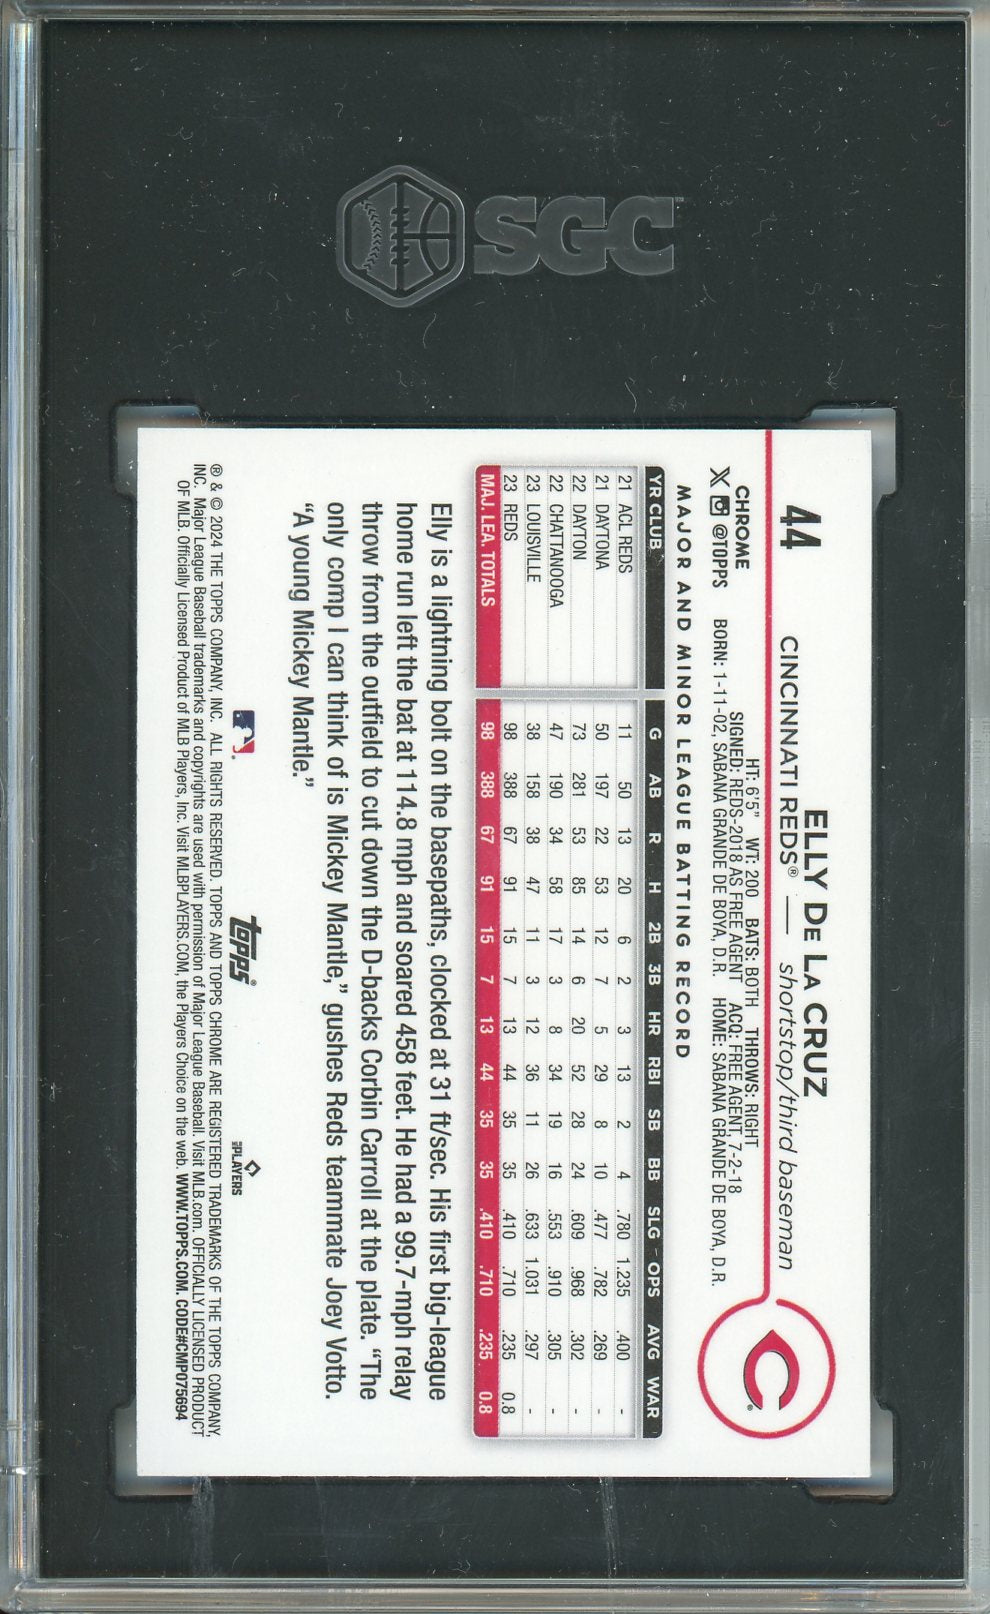 SGC
44
ELLY DE LA CRUZ
CINCINNATI REDS® — shortstop/third baseman
CHROME
@TOPPS
HT: 6'5" WT: 200 BATS: BOTH THROWS: RIGHT
SIGNED: REDS-2018 AS FREE AGENT ACQ: FREE AGENT, 7-2-18
BORN: 1-11-02, SABANA GRANDE DE BOYA, D.R. HOME: SABANA GRANDE DE BOYA, D.R.
MAJOR AND MINOR LEAGUE BATTING RECORD
YR CLUB G AB R H 2B 3B HR RBI SB BB SLG OPS AVG WAR
21 ACL REDS 11 50 13 20 6 2 3 13 2 4 .780 1.235 .400 -
21 DAYTONA 50 197 22 53 12 7 5 29 8 10 .477 .782 .269 -
22 DAYTON 73 281 53 85 14 6 20 52 28 24 .609 .968 .302 -
22 CHATTANOOGA 47 190 34 58 17 3 8 34 19 16 .553 .910 .305 -
23 LOUISVILLE 38 158 38 47 11 3 12 36 11 26 .633 1.031 .297 -
23 REDS 98 388 67 91 15 7 13 44 35 35 .410 .710 .235 0.8
MAJ. LEA. TOTALS 98 388 67 91 15 7 13 44 35 35 .410 .710 .235 0.8
Elly is a lightning bolt on the basepaths, clocked at 31 ft/sec. His first big-league
home run left the bat at 114.8 mph and soared 458 feet. He had a 99.7-mph relay
throw from the outfield to cut down the D-backs Corbin Carroll at the plate. “The
only comp I can think of is Mickey Mantle,” gushes Reds teammate Joey Votto.
“A young Mickey Mantle.”
topps®
PLAYERS
® & © 2024 THE TOPPS COMPANY, INC. ALL RIGHTS RESERVED. TOPPS AND TOPPS CHROME ARE REGISTERED TRADEMARKS OF THE TOPPS COMPANY,
INC. Major League Baseball trademarks and copyrights are used with permission of Major League Baseball. Visit MLB.com. OFFICIALLY LICENSED PRODUCT
OF MLB. Officially Licensed Product of MLB Players, Inc. Visit MLBPLAYERS.COM, the Players Choice on the web. WWW.TOPPS.COM. CODE#CMP075694